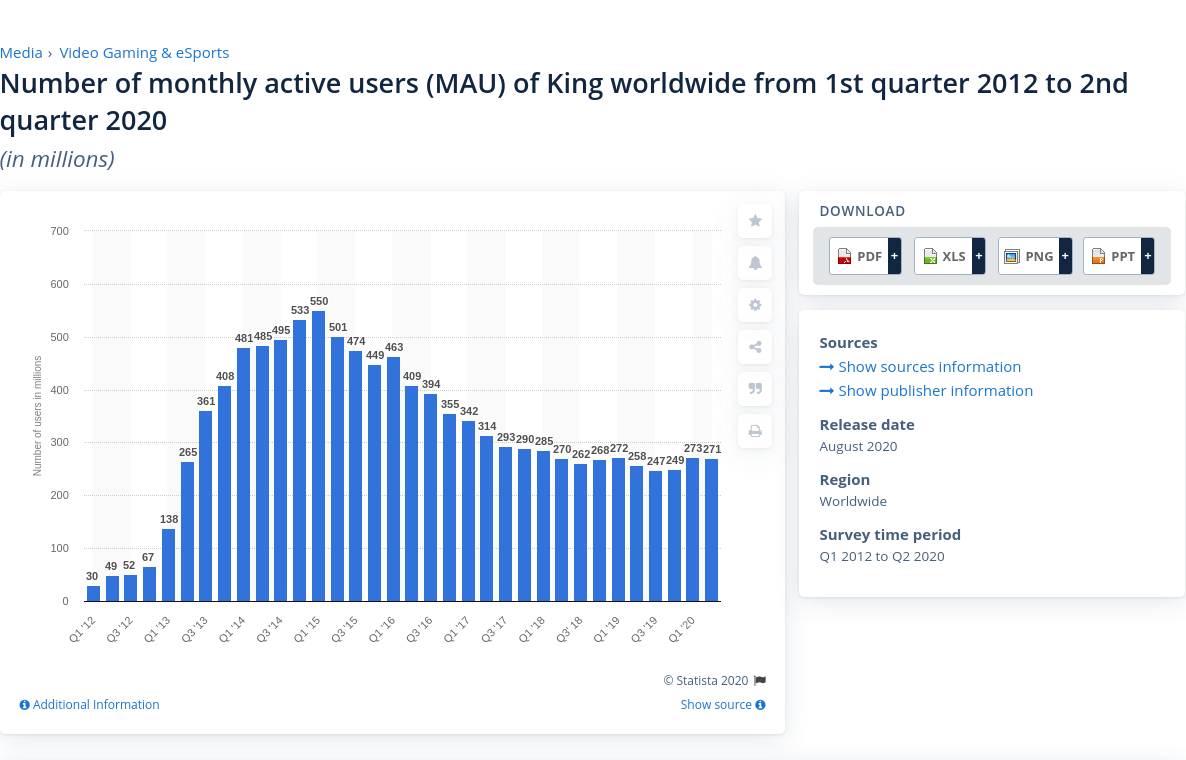 Media › Video Gaming & eSports
Number of monthly active users (MAU) of King worldwide from 1st quarter 2012 to 2nd
quarter 2020
(in millions)
700
600
500
400
300
200
100
0
Number of users in millions
30
49
52
67
138
265
361
408
481
485
495
533
550
501
474
449
463
409
394
355
342
314
293
290
285
270
262
268
272
258
247
249
273
271
Q1 '12
Q3 '12
Q1 '13
Q3 '13
Q1 '14
Q3 '14
Q1 '15
Q3 '15
Q1 '16
Q3 '16
Q1 '17
Q3 '17
Q1 '18
Q3 '18
Q1 '19
Q3 '19
Q1 '20
© Statista 2020
Additional Information
Show source
DOWNLOAD
PDF + XLS + PNG + PPT +
Sources
Show sources information
Show publisher information
Release date
August 2020
Region
Worldwide
Survey time period
Q1 2012 to Q2 2020